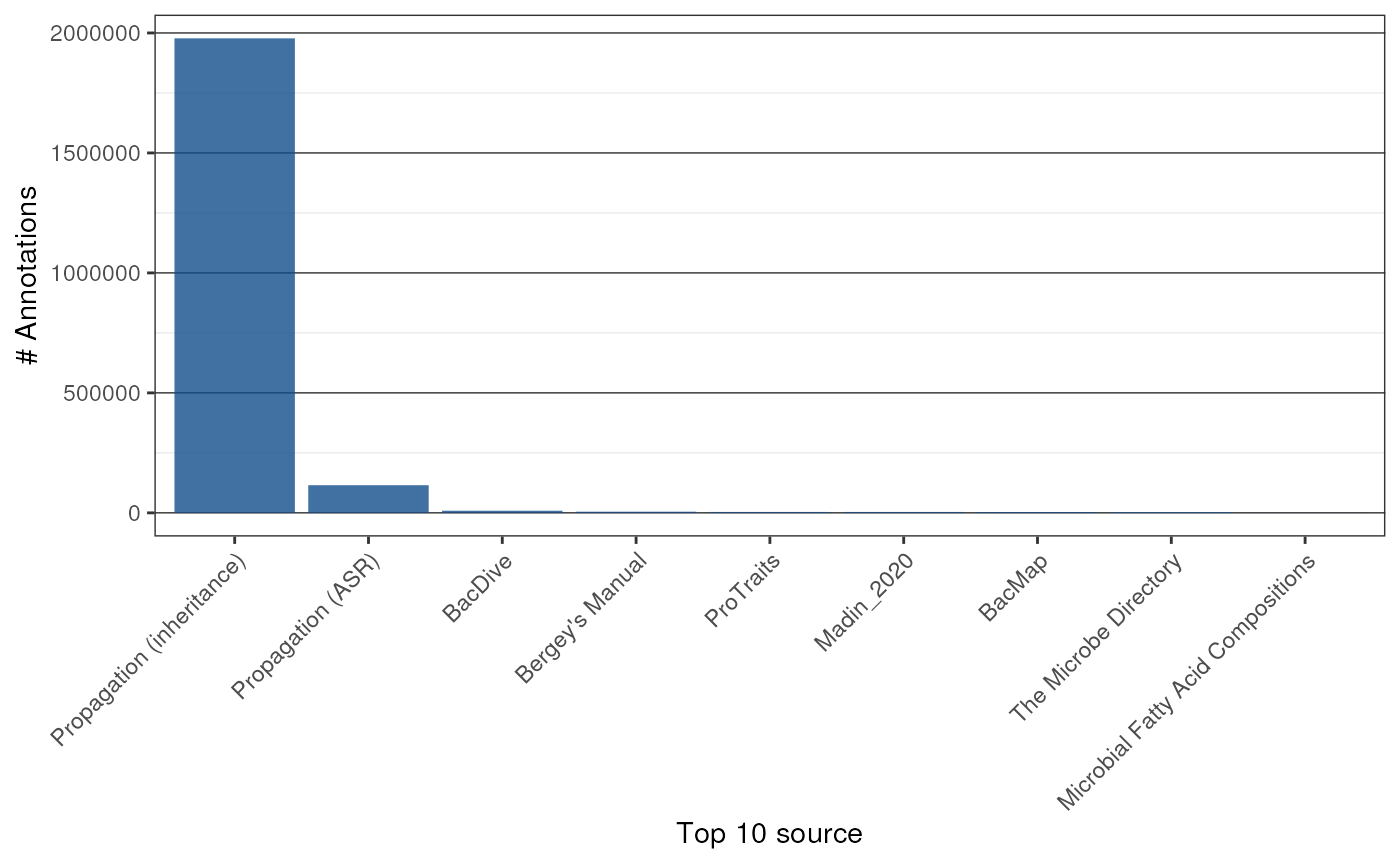 # Annotations
2000000
1500000
1000000
500000
0
Propagation (inheritance)
Propagation (ASR)
BacDive
Bergey's Manual
ProTraits
Madin_2020
BacMap
The Microbe Directory
Microbial Fatty Acid Compositions
Top 10 source